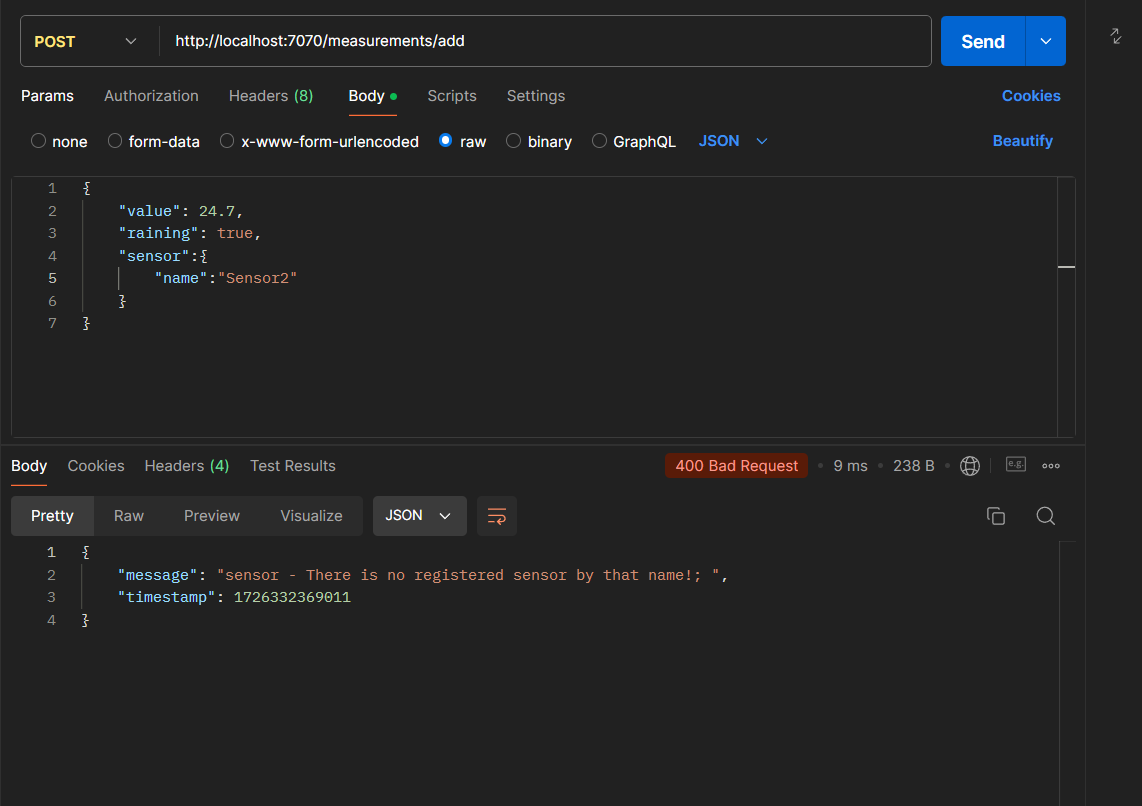 POST http://localhost:7070/measurements/add Send
Params Authorization Headers (8) Body Scripts Settings Cookies
none form-data x-www-form-urlencoded raw binary GraphQL JSON Beautify
1 {
2 "value": 24.7,
3 "raining": true,
4 "sensor":{
5 "name":"Sensor2"
6 }
7 }
Body Cookies Headers (4) Test Results 400 Bad Request 9 ms 238 B e.g.
Pretty Raw Preview Visualize JSON
1 {
2 "message": "sensor - There is no registered sensor by that name!; ",
3 "timestamp": 1726332369011
4 }